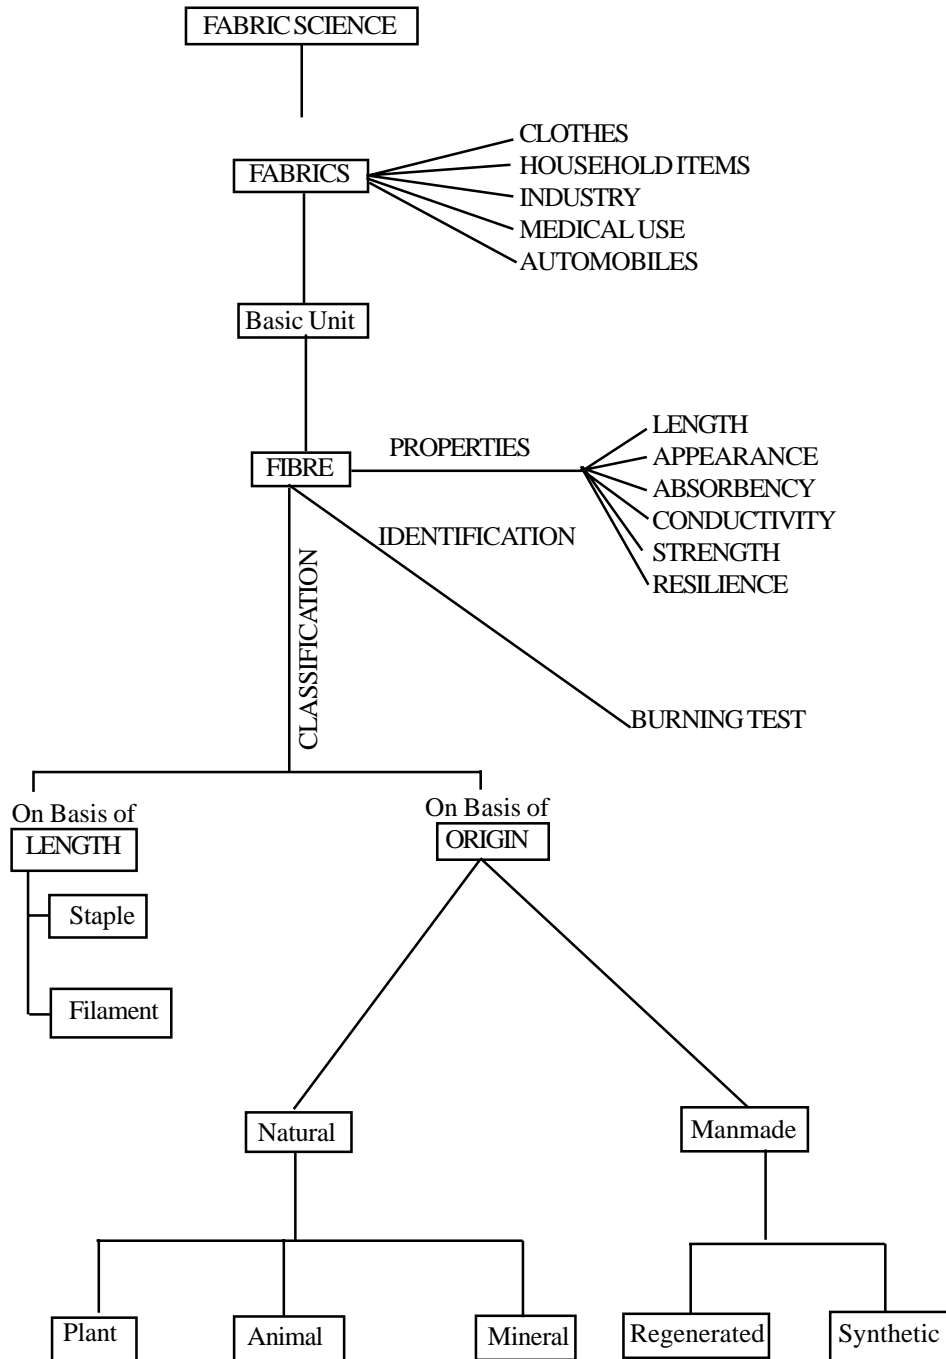 FABRIC SCIENCE
FABRICS
CLOTHES
HOUSEHOLD ITEMS
INDUSTRY
MEDICAL USE
AUTOMOBILES
Basic Unit
FIBRE
PROPERTIES
LENGTH
APPEARANCE
ABSORBENCY
CONDUCTIVITY
STRENGTH
RESILIENCE
IDENTIFICATION
BURNING TEST
CLASSIFICATION
On Basis of
LENGTH
Staple
Filament
On Basis of
ORIGIN
Natural
Manmade
Plant
Animal
Mineral
Regenerated
Synthetic